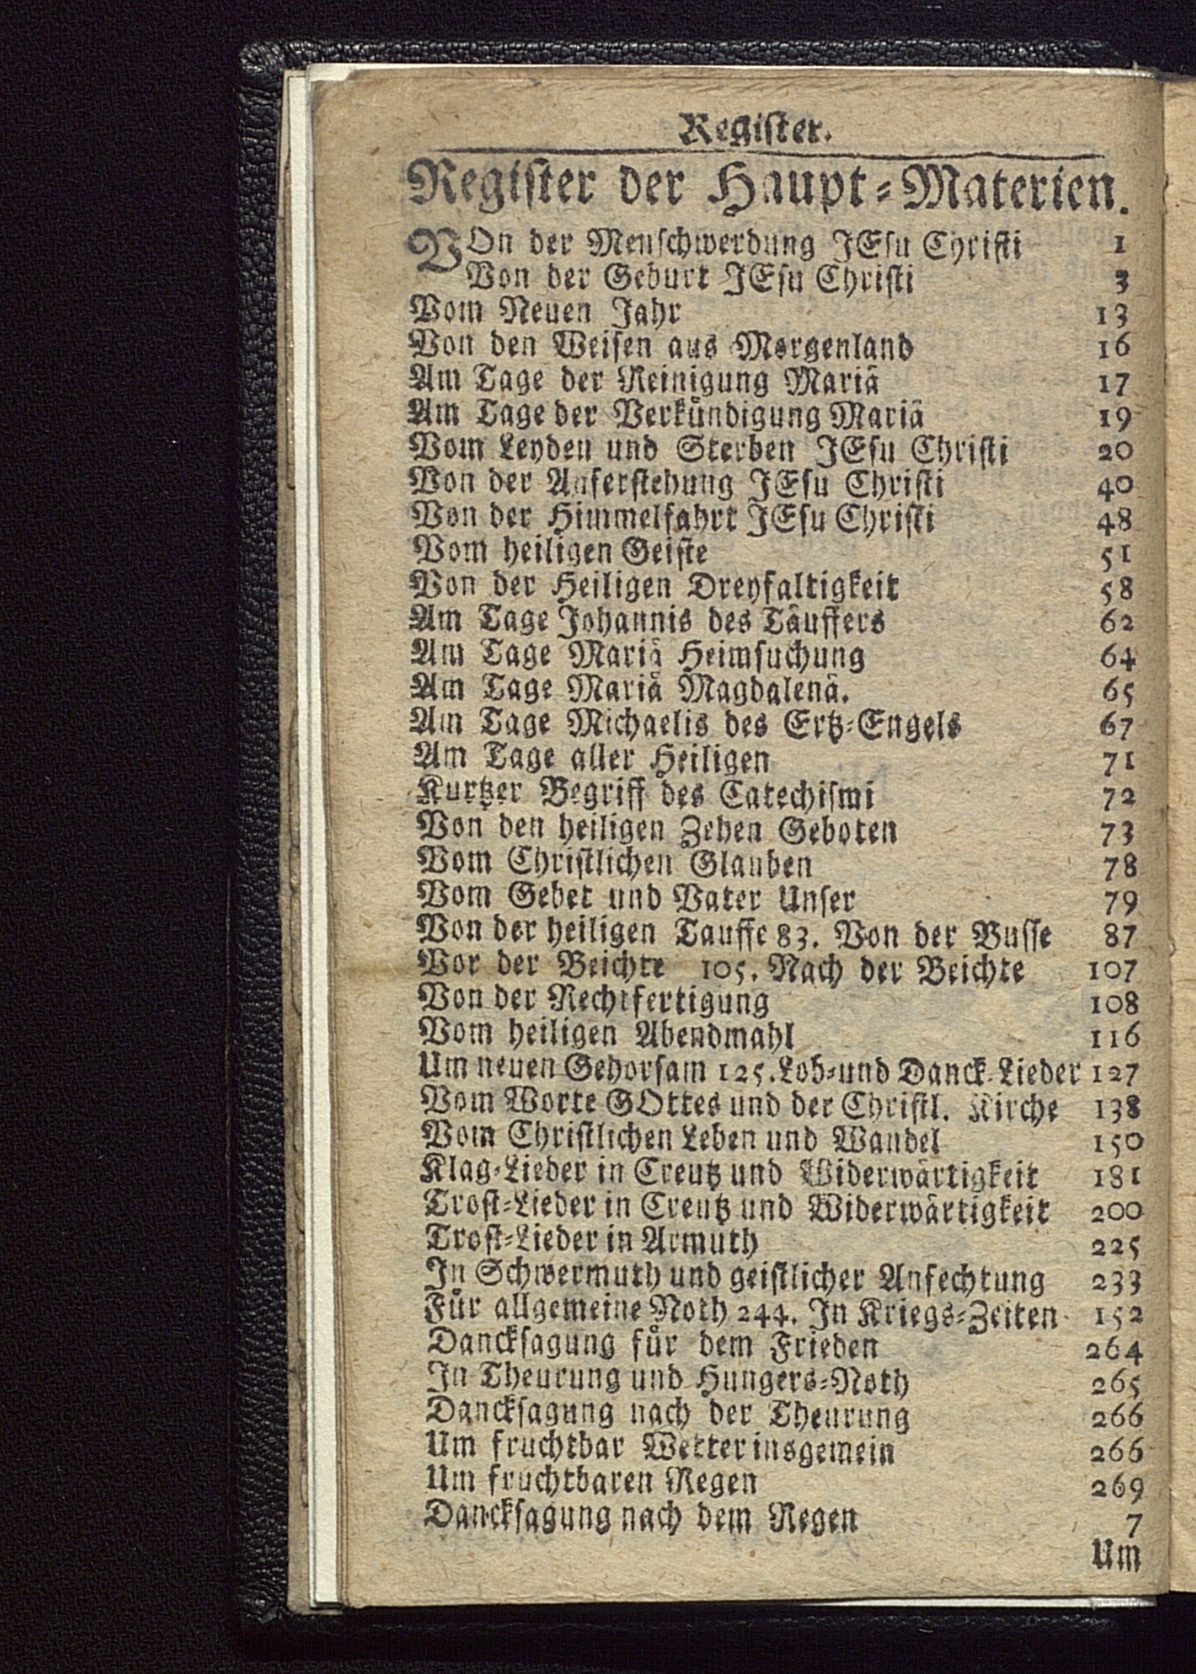 Register.
Register der Haupt-Materien.
VOn der Menschwerdung JEsu Christi 1
Von der Geburt JEsu Christi 3
Vom Neuen Jahr 13
Von den Weisen aus Morgenland 16
Am Tage der Reinigung Mariä 17
Am Tage der Verkündigung Mariä 19
Vom Leyden und Sterben JEsu Christi 20
Von der Auferstehung JEsu Christi 40
Von der Himmelfahrt JEsu Christi 48
Vom heiligen Geiste 51
Von der Heiligen Dreyfaltigkeit 58
Am Tage Johannis des Täuffers 62
Am Tage Mariä Heimsuchung 64
Am Tage Mariä Magdalenä. 65
Am Tage Michaelis des Ertz-Engels 67
Am Tage aller Heiligen 71
Kurtzer Begriff des Catechismi 72
Von den heiligen Zehen Geboten 73
Vom Christlichen Glauben 78
Vom Gebet und Vater Unser 79
Von der heiligen Tauffe 83. Von der Busse 87
Vor der Beichte 105. Nach der Beichte 107
Von der Rechtfertigung 108
Vom heiligen Abendmahl 116
Um neuen Gehorsam 125. Lob-und Danck-Lieder 127
Vom Worte GOttes und der Christl. Kirche 138
Vom Christlichen Leben und Wandel 150
Klag-Lieder in Creutz und Widerwärtigkeit 181
Trost-Lieder in Creutz und Widerwärtigkeit 200
Trost-Lieder in Armuth 225
In Schwermuth und geistlicher Anfechtung 233
Für allgemeine Noth 244. In Kriegs-Zeiten 152
Dancksagung für dem Frieden 264
In Theurung und Hungers-Noth 265
Dancksagung nach der Theurung 266
Um fruchtbar Wetter insgemein 266
Um fruchtbaren Regen 269
Dancksagung nach dem Regen 7
Um